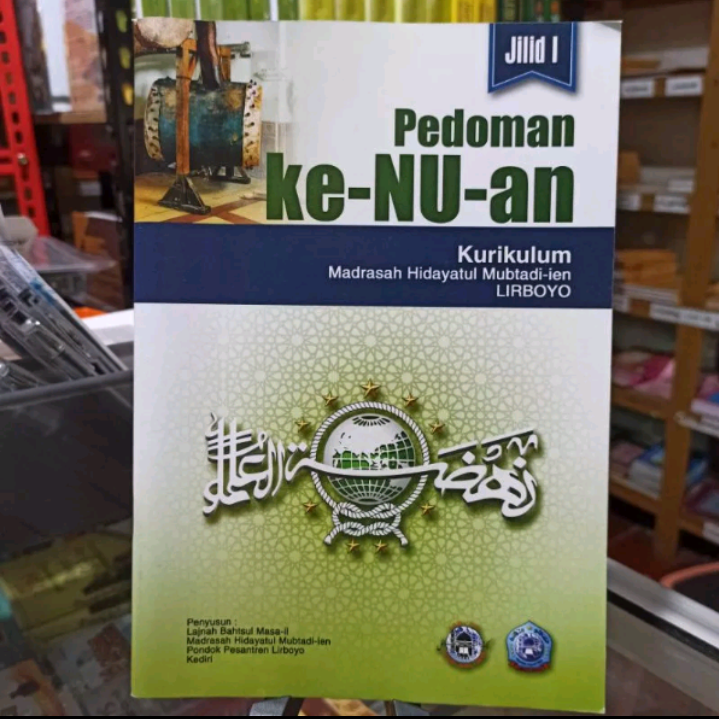 Jilid I
Pedoman
ke-NU-an
Kurikulum
Madrasah Hidayatul Mubtadi-ien
LIRBOYO
نهضة العلماء
Penyusun :
Lajnah Bahtsul Masa-il
Madrasah Hidayatul Mubtadi-ien
Pondok Pesantren Lirboyo
Kediri